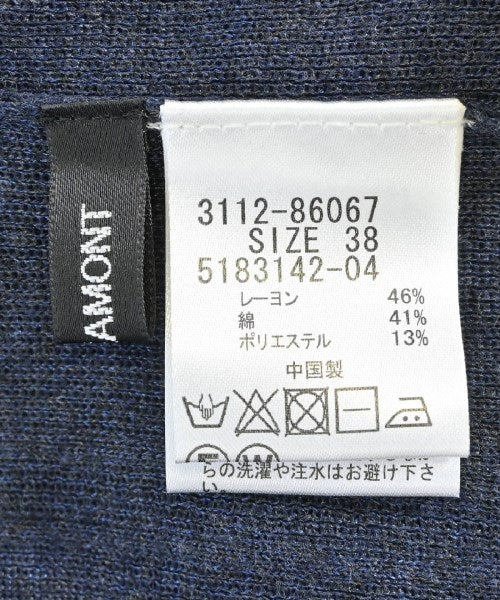 AMONT
3112-86067
SIZE 38
5183142-04
レーヨン 46%
綿 41%
ポリエステル 13%
中国製
らの洗濯や注水はお避け下さ
い。